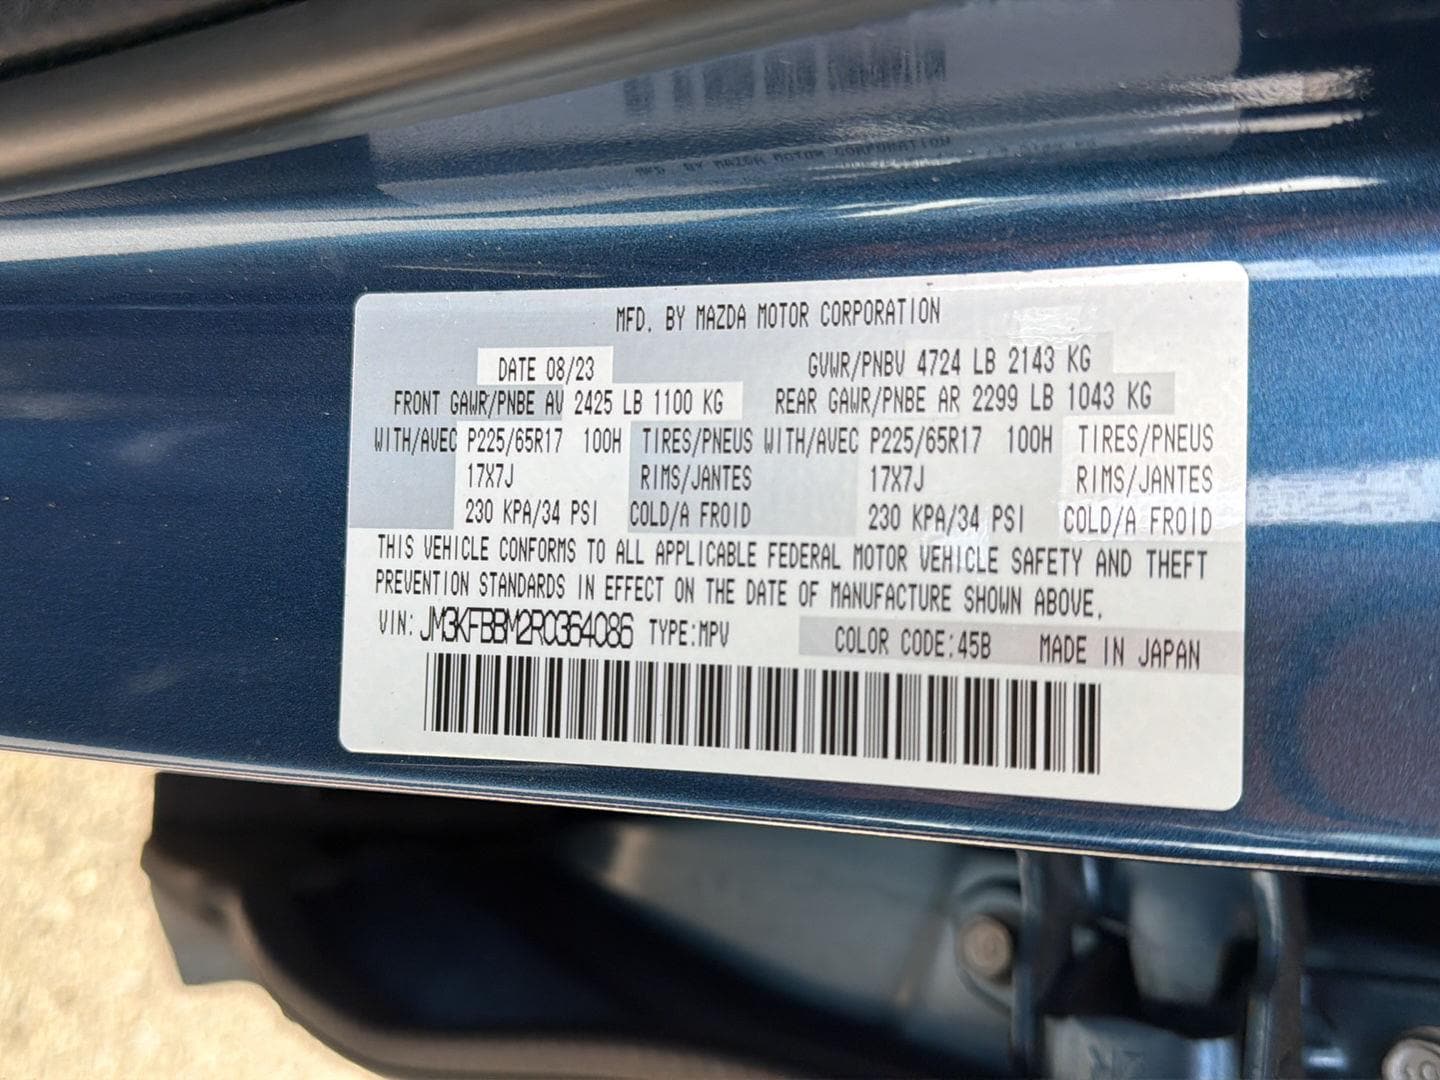 MFD. BY MAZDA MOTOR CORPORATION
DATE 08/23 GVWR/PNBV 4724 LB 2143 KG
FRONT GAWR/PNBE AV 2425 LB 1100 KG REAR GAWR/PNBE AR 2299 LB 1043 KG
WITH/AVEC P225/65R17 100H TIRES/PNEUS WITH/AVEC P225/65R17 100H TIRES/PNEUS
17X7J RIMS/JANTES 17X7J RIMS/JANTES
230 KPA/34 PSI COLD/A FROID 230 KPA/34 PSI COLD/A FROID
THIS VEHICLE CONFORMS TO ALL APPLICABLE FEDERAL MOTOR VEHICLE SAFETY AND THEFT
PREVENTION STANDARDS IN EFFECT ON THE DATE OF MANUFACTURE SHOWN ABOVE.
VIN: JM3KFBBM2R0364086 TYPE:MPV COLOR CODE:45B MADE IN JAPAN